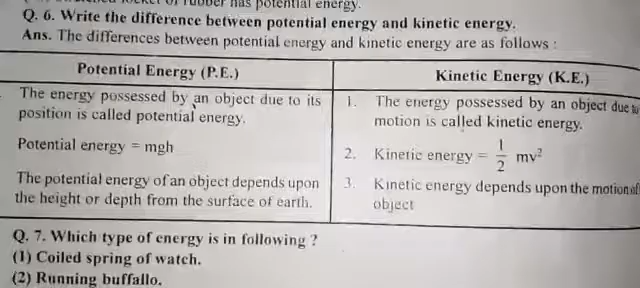 rubber has potential energy.
Q. 6. Write the difference between potential energy and kinetic energy.
Ans. The differences between potential energy and kinetic energy are as follows :
Potential Energy (P.E.)
The energy possessed by an object due to its
position is called potential energy.
Potential energy = mgh
The potential energy of an object depends upon
the height or depth from the surface of earth.
Kinetic Energy (K.E.)
1. The energy possessed by an object due to
motion is called kinetic energy.
2. Kinetic energy = 1/2 mv²
3. Kinetic energy depends upon the motion of
object
Q. 7. Which type of energy is in following ?
(1) Coiled spring of watch.
(2) Running buffallo.